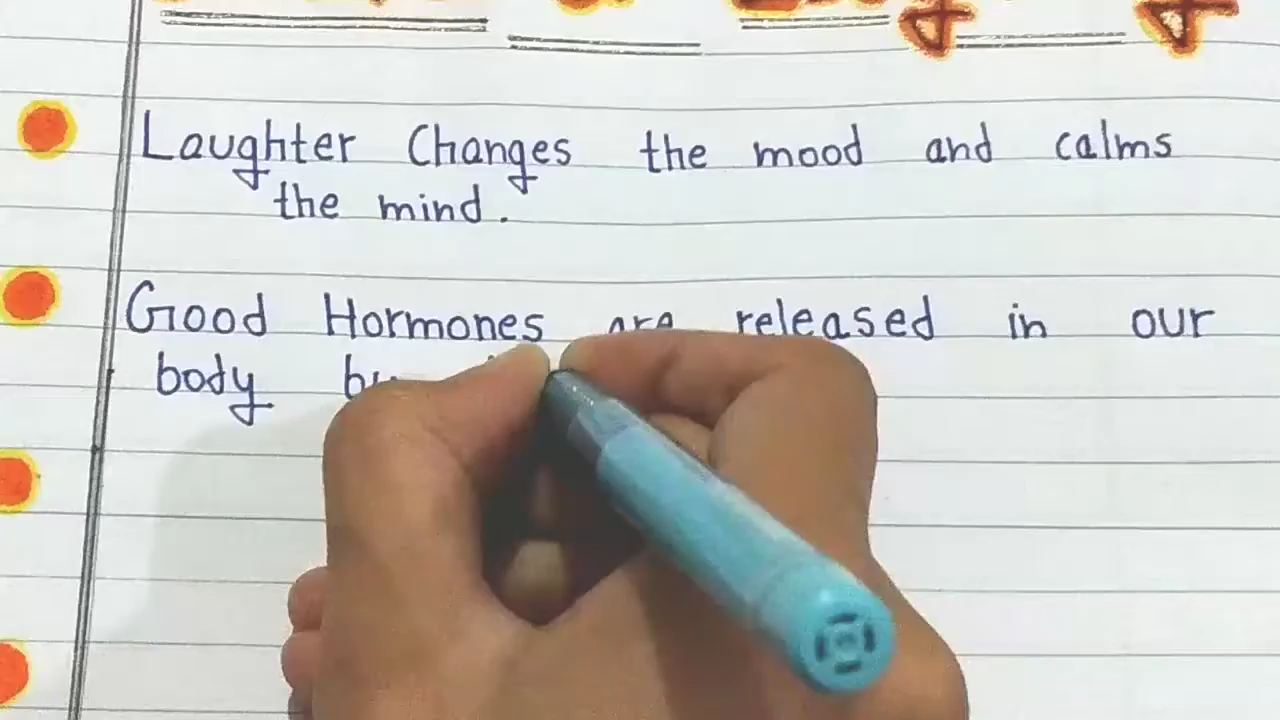 Laughter Changes the mood and calms
the mind.
Good Hormones are released in our
body